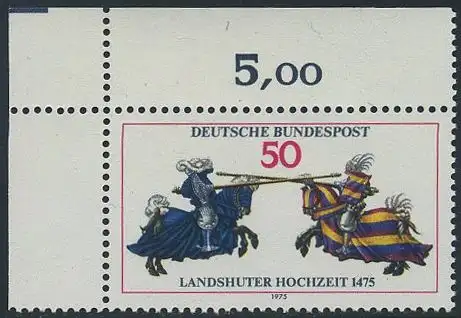 5,00
DEUTSCHE BUNDESPOST
50
LANDSHUTER HOCHZEIT 1475
1975